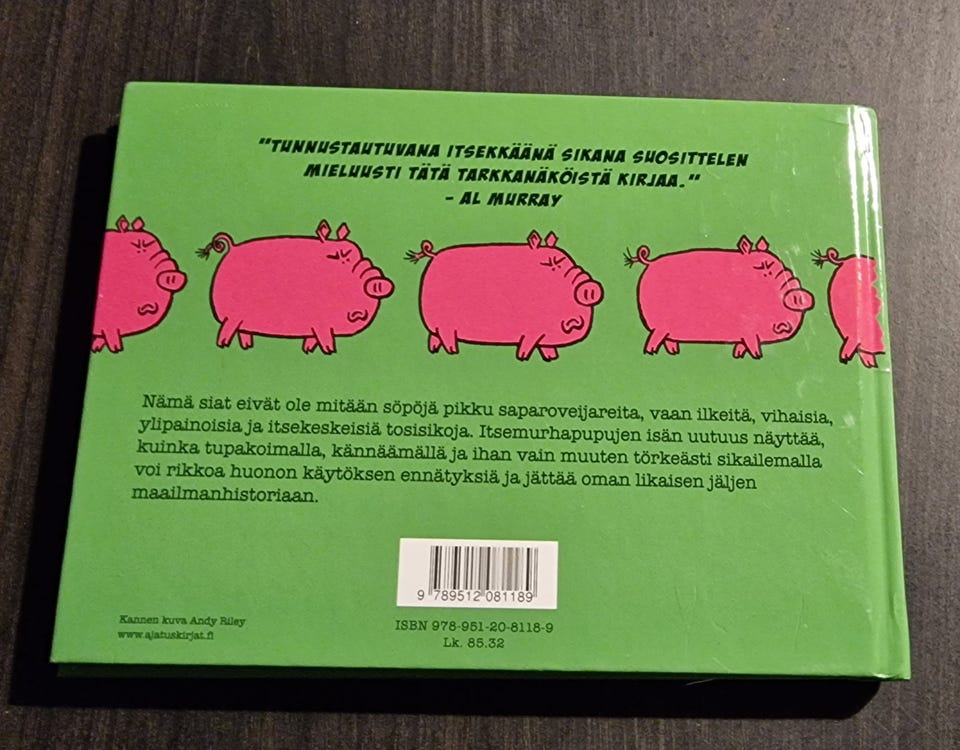 "TUNNUSTAUTUVANA ITSEKKÄÄNÄ SIKANA SUOSITTELEN
MIELUUSTI TÄTÄ TARKKANÄKÖISTÄ KIRJAA."
- AL MURRAY
Nämä siat eivät ole mitään söpöjä pikku saparoveijareita, vaan ilkeitä, vihaisia,
ylipainoisia ja itsekeskeisiä tosisikoja. Itsemurhapupujen isän uutuus näyttää,
kuinka tupakoimalla, kännäämällä ja ihan vain muuten törkeästi sikailemalla
voi rikkoa huonon käytöksen ennätyksiä ja jättää oman likaisen jäljen
maailmanhistoriaan.
9 789512 081189
ISBN 978-951-20-8118-9
Lk. 85.32
Kannen kuva Andy Riley
www.ajatuskirjat.fi